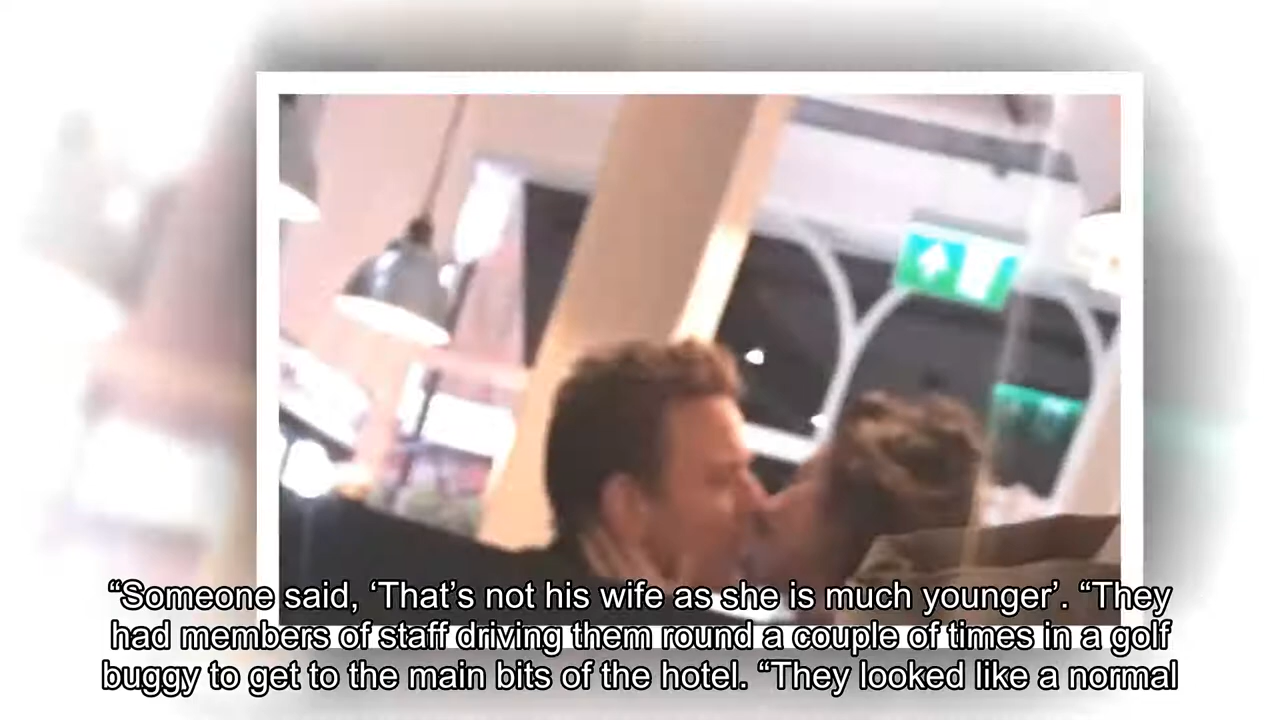 “Someone said, ‘That’s not his wife as she is much younger’. “They
had members of staff driving them round a couple of times in a golf
buggy to get to the main bits of the hotel. “They looked like a normal